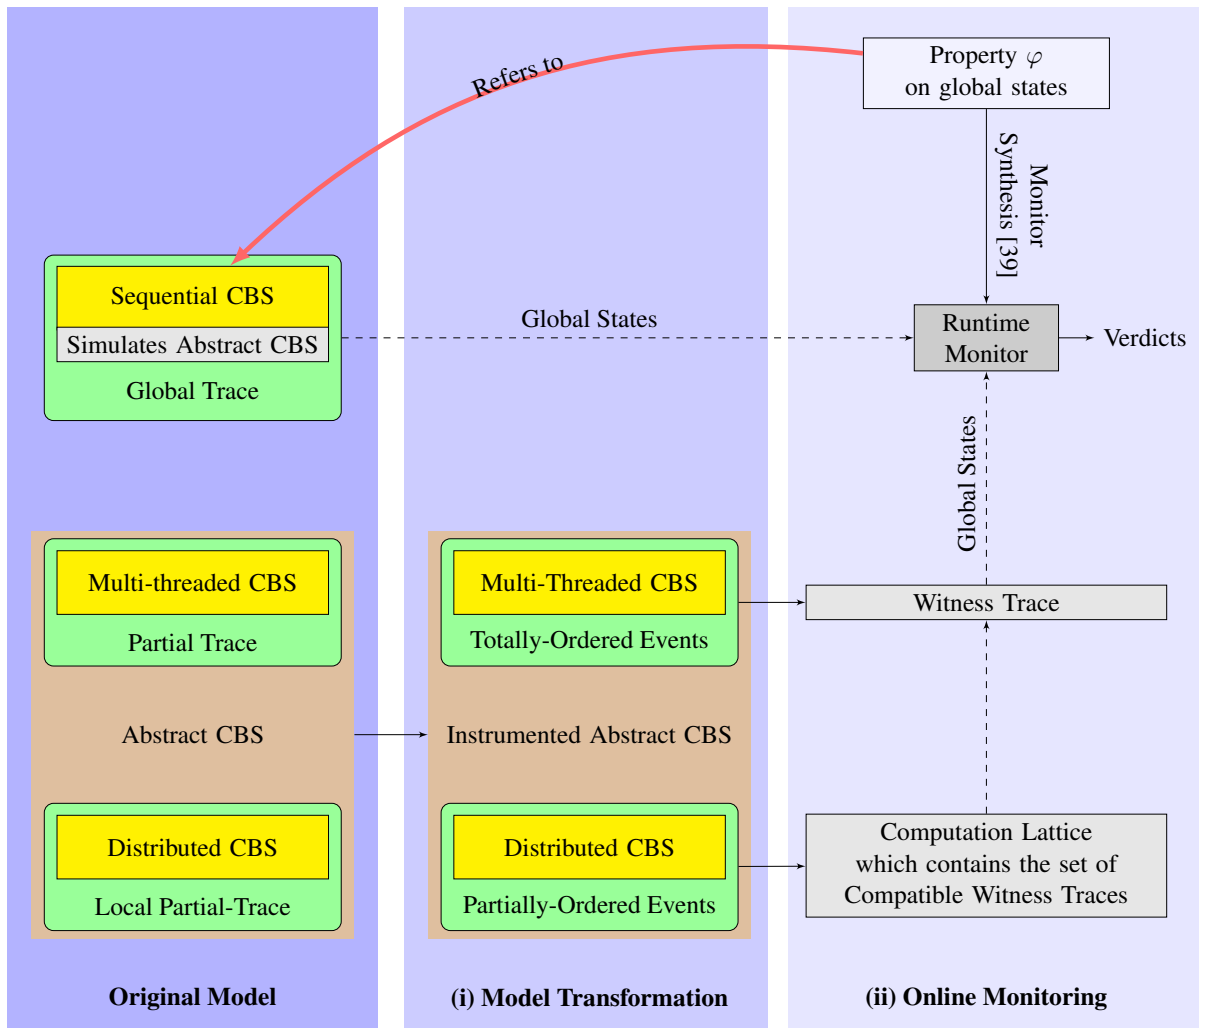 Property φ
on global states
Refers to
Monitor
Synthesis [39]
Sequential CBS
Simulates Abstract CBS
Global Trace
Global States
Runtime
Monitor
Verdicts
Global States
Multi-threaded CBS
Partial Trace
Multi-Threaded CBS
Totally-Ordered Events
Witness Trace
Abstract CBS
Instrumented Abstract CBS
Distributed CBS
Local Partial-Trace
Distributed CBS
Partially-Ordered Events
Computation Lattice
which contains the set of
Compatible Witness Traces
Original Model
(i) Model Transformation
(ii) Online Monitoring